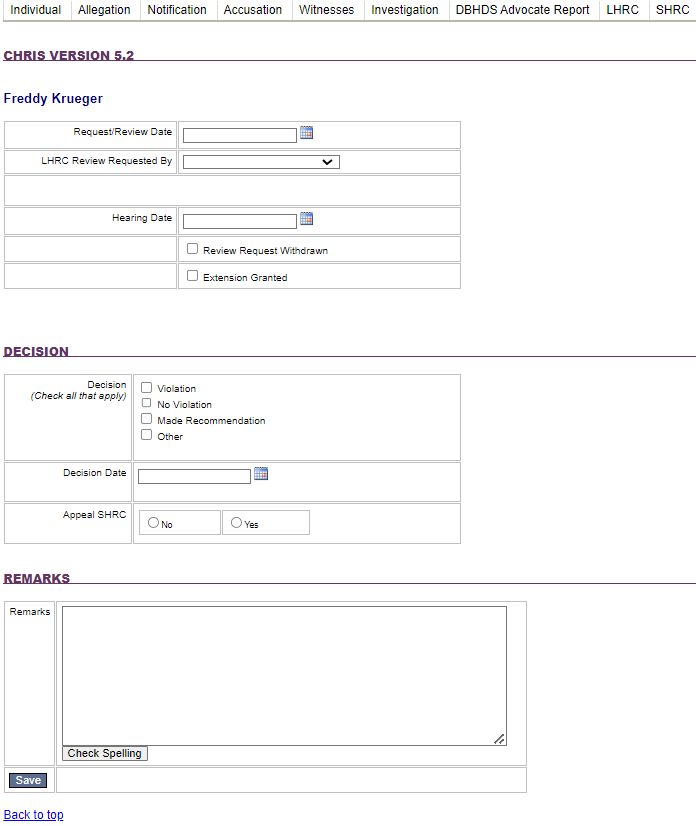 Individual Allegation Notification Accusation Witnesses Investigation DBHDS Advocate Report LHRC SHRC
CHRIS VERSION 5.2
Freddy Krueger
Request/Review Date
LHRC Review Requested By
Hearing Date
Review Request Withdrawn
Extension Granted
DECISION
Decision
(Check all that apply)
Violation
No Violation
Made Recommendation
Other
Decision Date
Appeal SHRC
No Yes
REMARKS
Remarks
Check Spelling
Save
Back to top